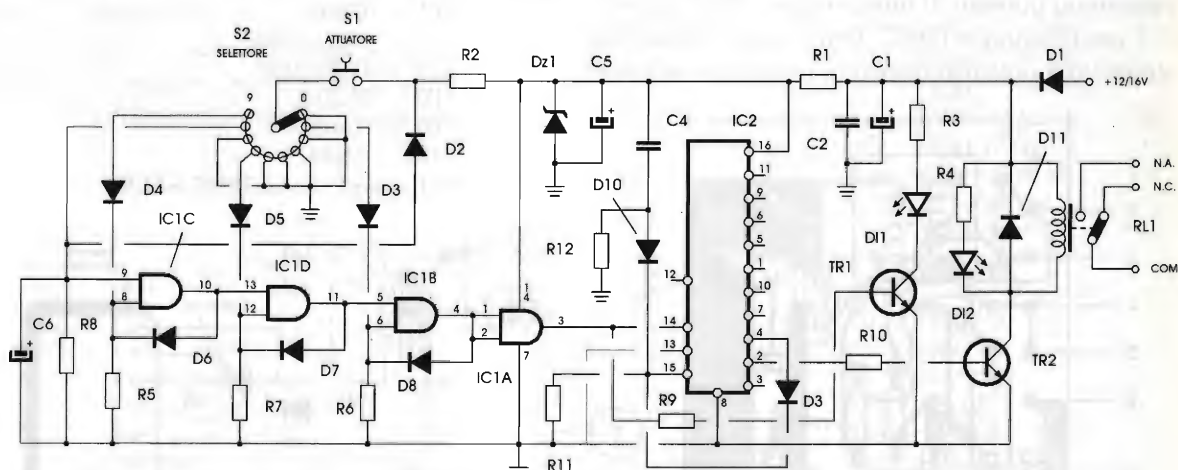 S2
SELETTORE
S1
ATTUATORE
R2
Dz1
C5
R1
C1
D1
+12/16V
9
0
D2
C4
IC2
C2
R3
D11
16
11
9
6
5
1
10
7
4
2
3
8
12
14
13
15
R4
N.A.
N.C.
RL1
COM
D4
D5
D3
D10
R12
DI1
TR1
DI2
TR2
R10
IC1C
IC1D
IC1B
IC1A
9
8
10
13
12
11
5
6
4
1
2
1
4
3
7
C6
R8
D6
D7
D8
R5
R7
R6
R11
R9
D3
+
+
+